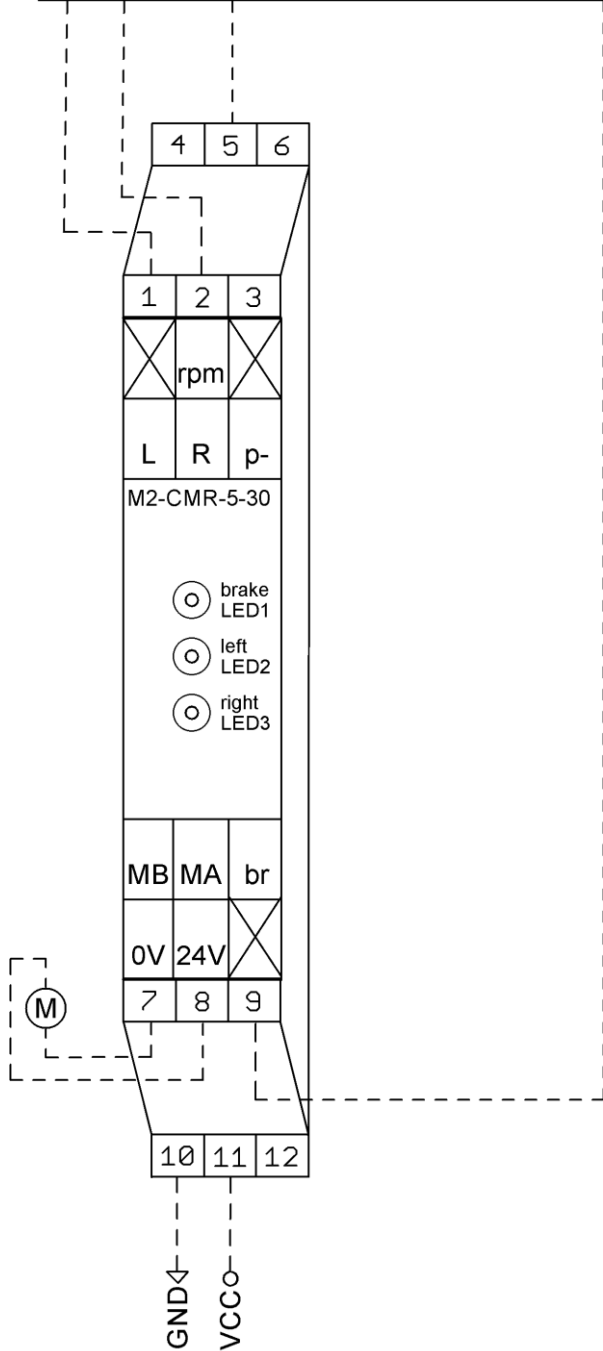 4 5 6
1 2 3
rpm
L R p-
M2-CMR-5-30
brake
LED1
left
LED2
right
LED3
MB MA br
0V 24V
M
7 8 9
10 11 12
GND
VCC